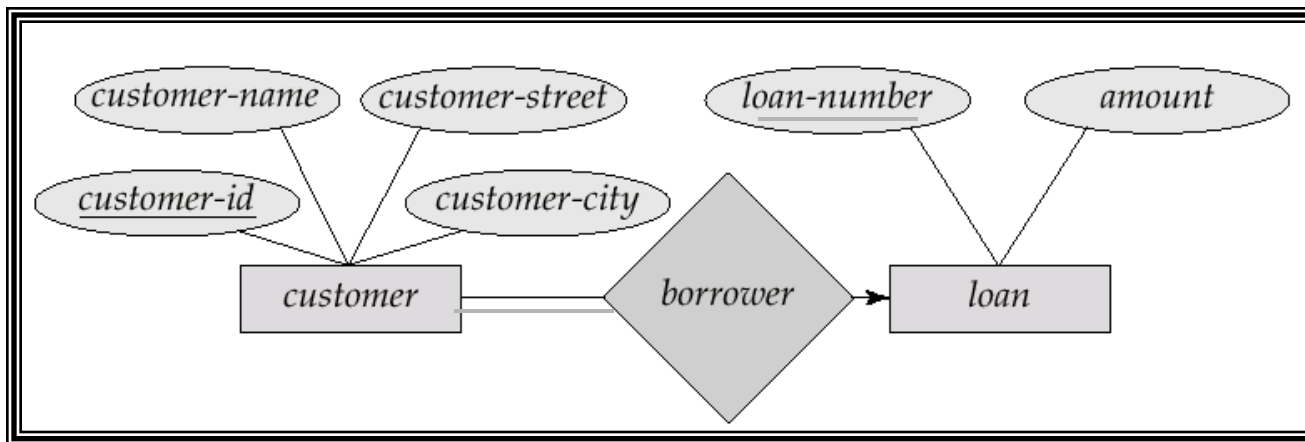 customer-name
customer-street
loan-number
amount
customer-id
customer-city
customer
borrower
loan